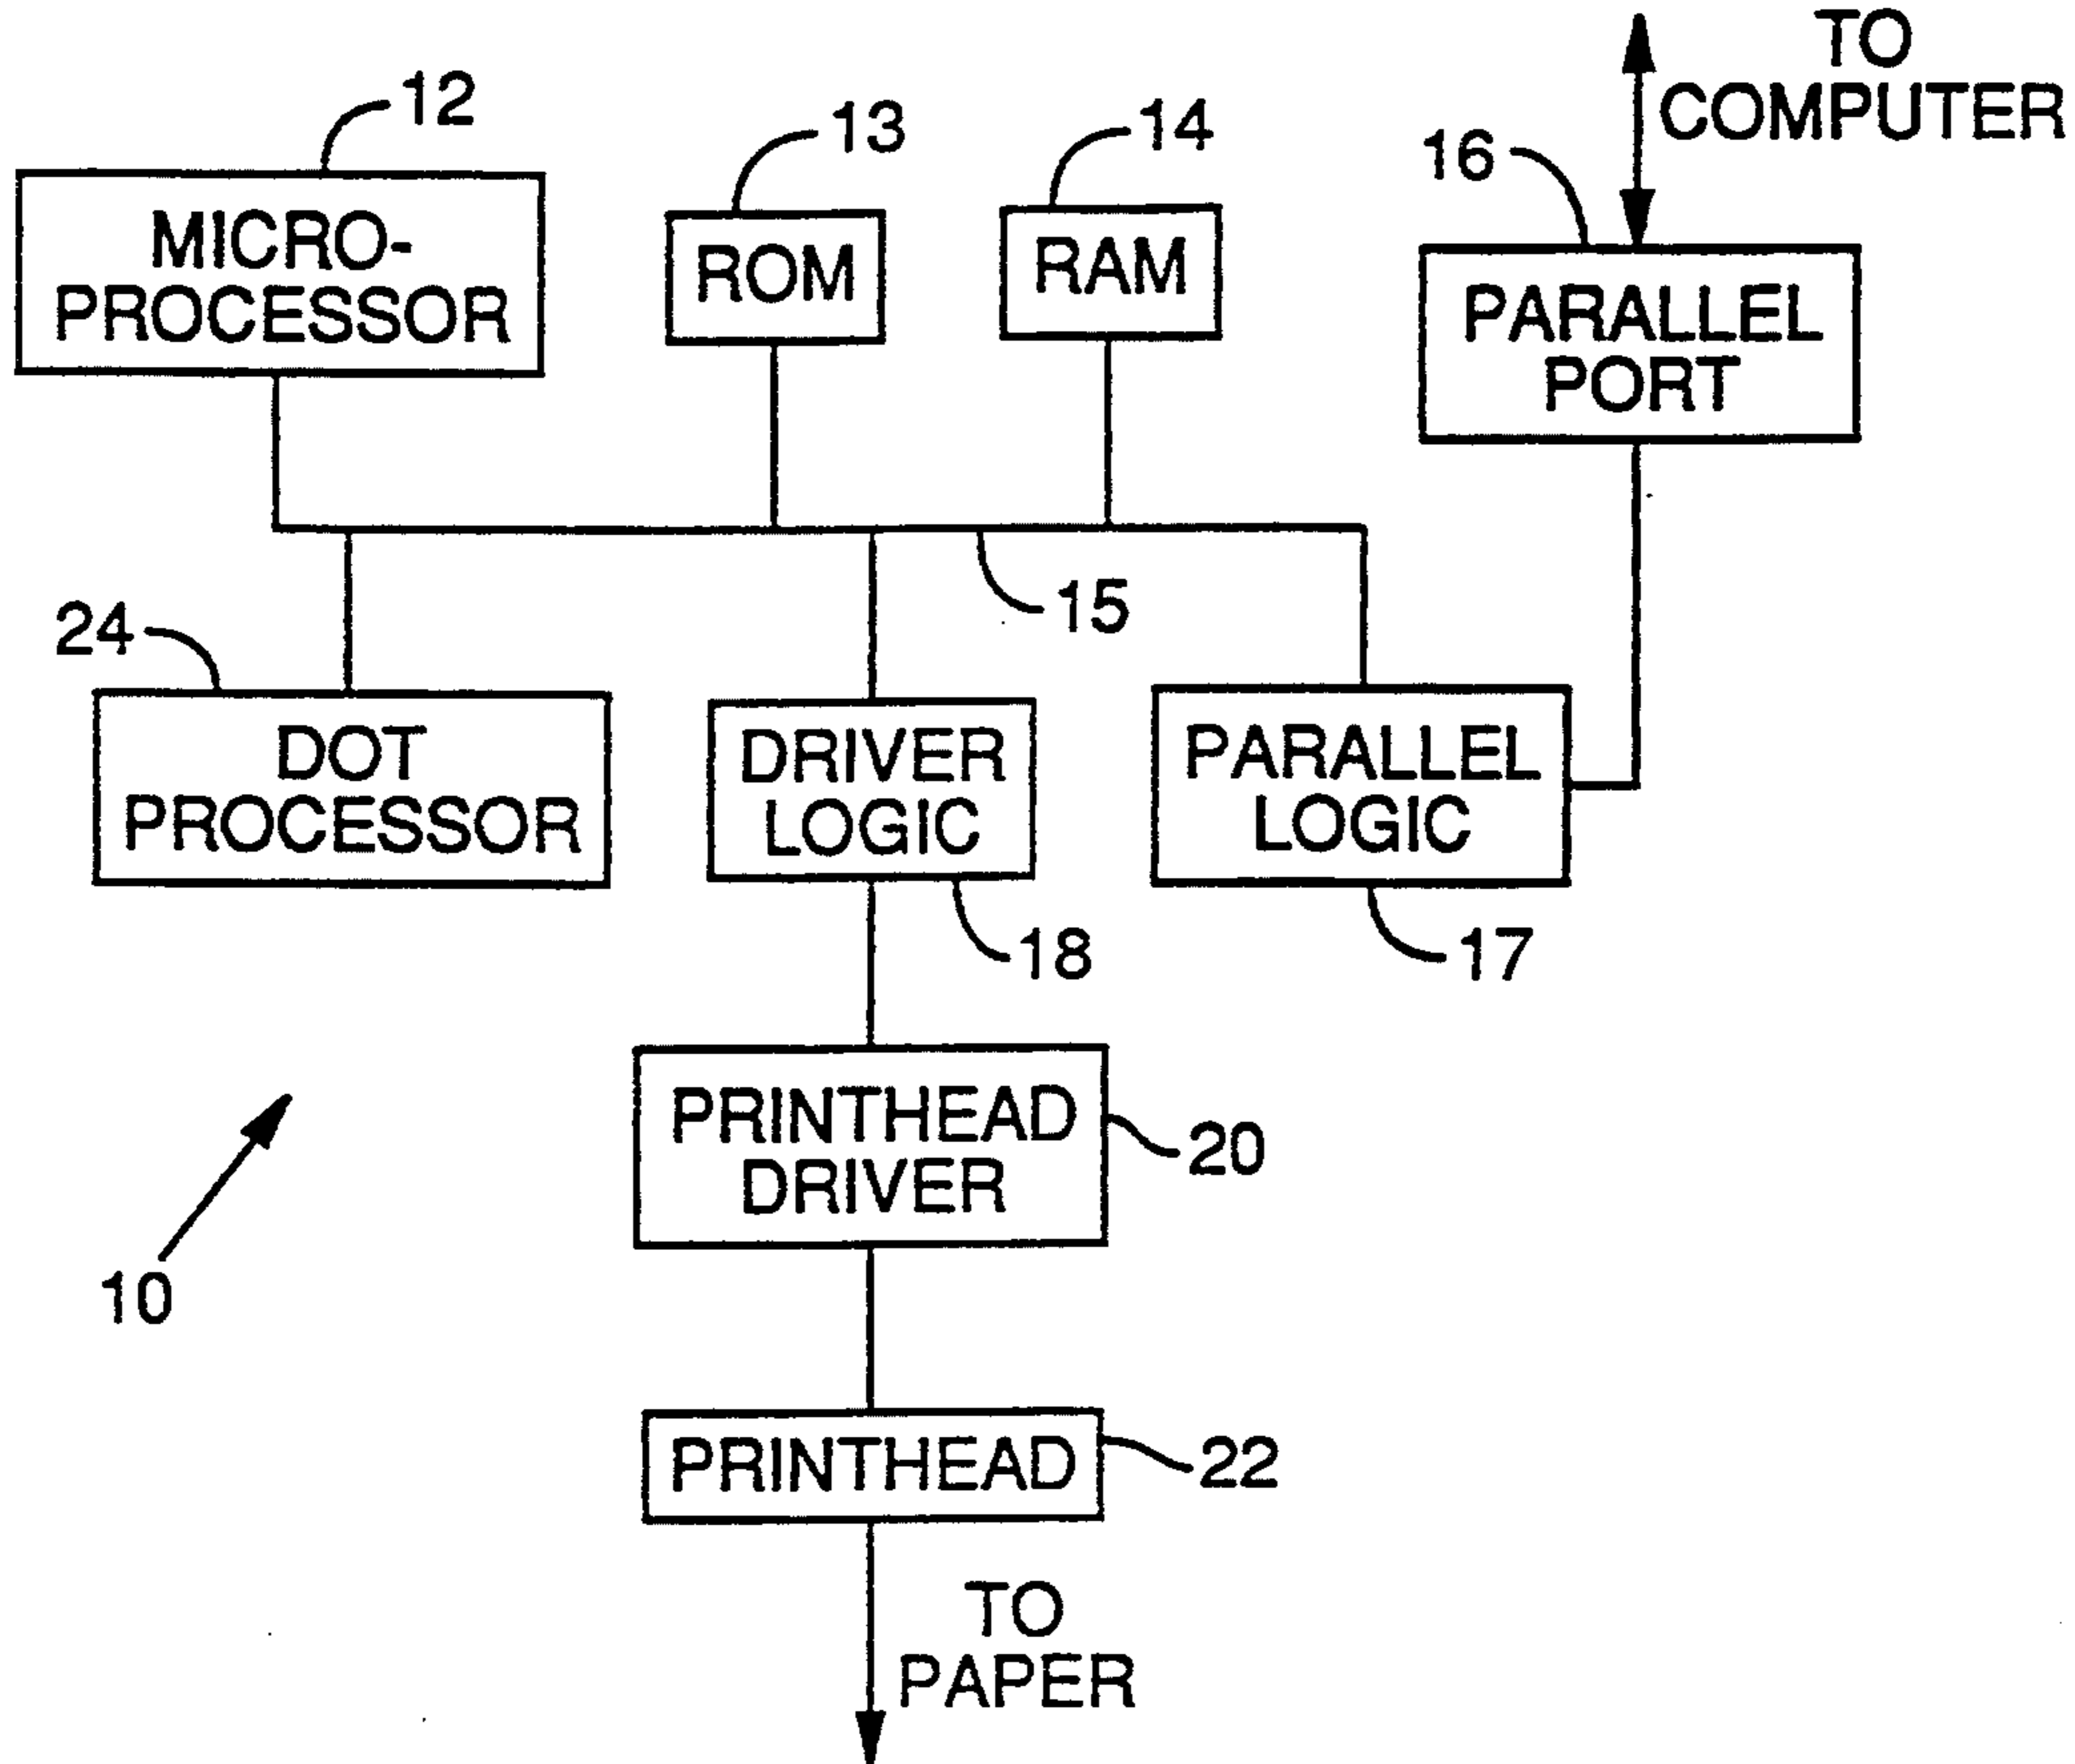 TO
COMPUTER
12
13
14
16
MICRO-
PROCESSOR
ROM
RAM
PARALLEL
PORT
15
24
DOT
PROCESSOR
DRIVER
LOGIC
PARALLEL
LOGIC
18
17
PRINTHEAD
DRIVER
20
10
PRINTHEAD
22
TO
PAPER